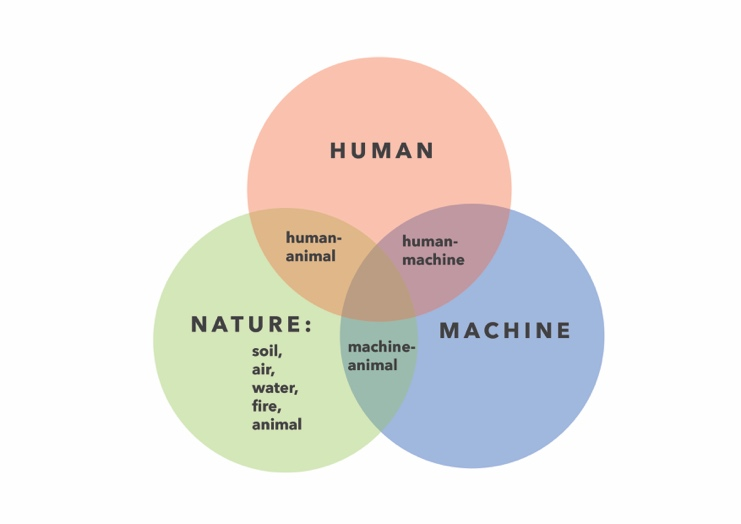 HUMAN
human-
animal
human-
machine
NATURE:
soil,
air,
water,
fire,
animal
machine-
animal
MACHINE